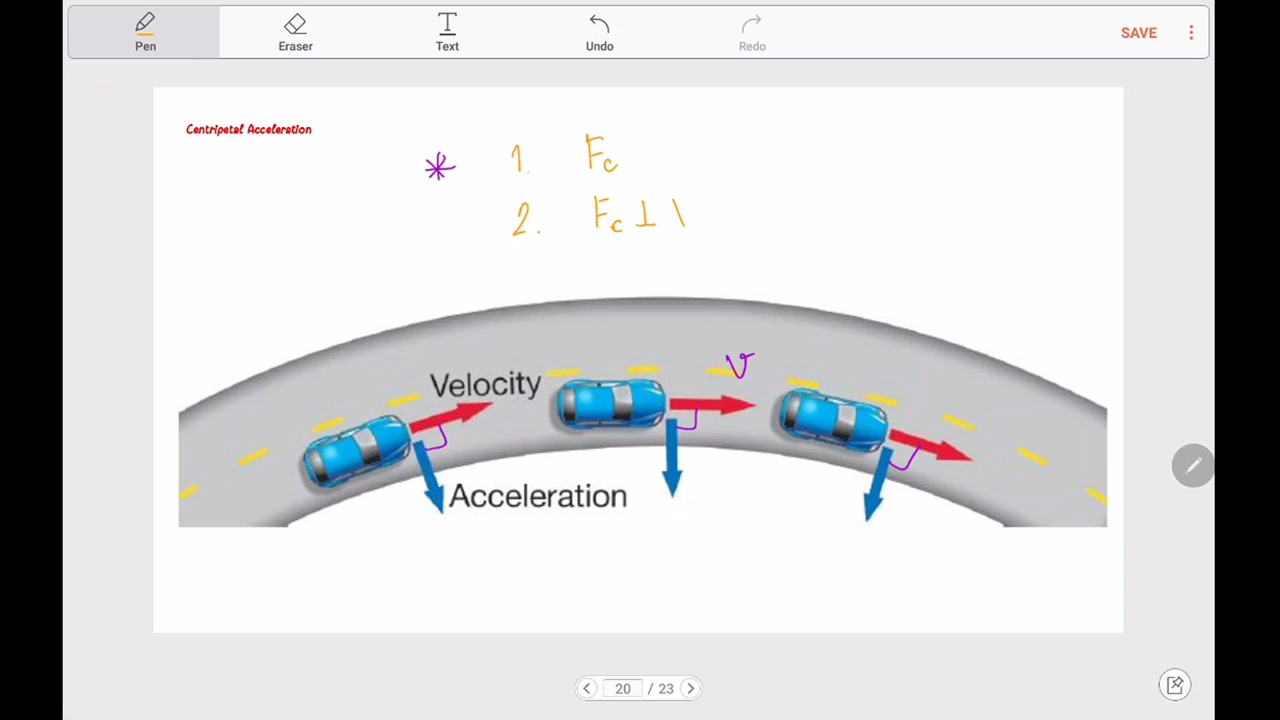 Pen
Eraser
Text
Undo
Redo
SAVE
Centripetal Acceleration
* 1. Fc
2. Fc ⊥ \
Velocity
v
Acceleration
20 / 23